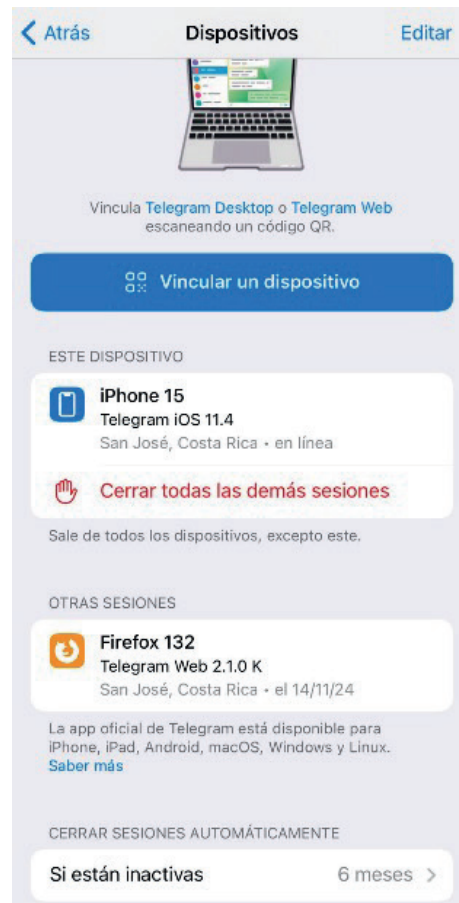 Atrás
Dispositivos
Editar
Vincula Telegram Desktop o Telegram Web
escaneando un código QR.
Vincular un dispositivo
ESTE DISPOSITIVO
iPhone 15
Telegram iOS 11.4
San José, Costa Rica • en línea
Cerrar todas las demás sesiones
Sale de todos los dispositivos, excepto este.
OTRAS SESIONES
Firefox 132
Telegram Web 2.1.0 K
San José, Costa Rica • el 14/11/24
La app oficial de Telegram está disponible para
iPhone, iPad, Android, macOS, Windows y Linux.
Saber más
CERRAR SESIONES AUTOMÁTICAMENTE
Si están inactivas
6 meses